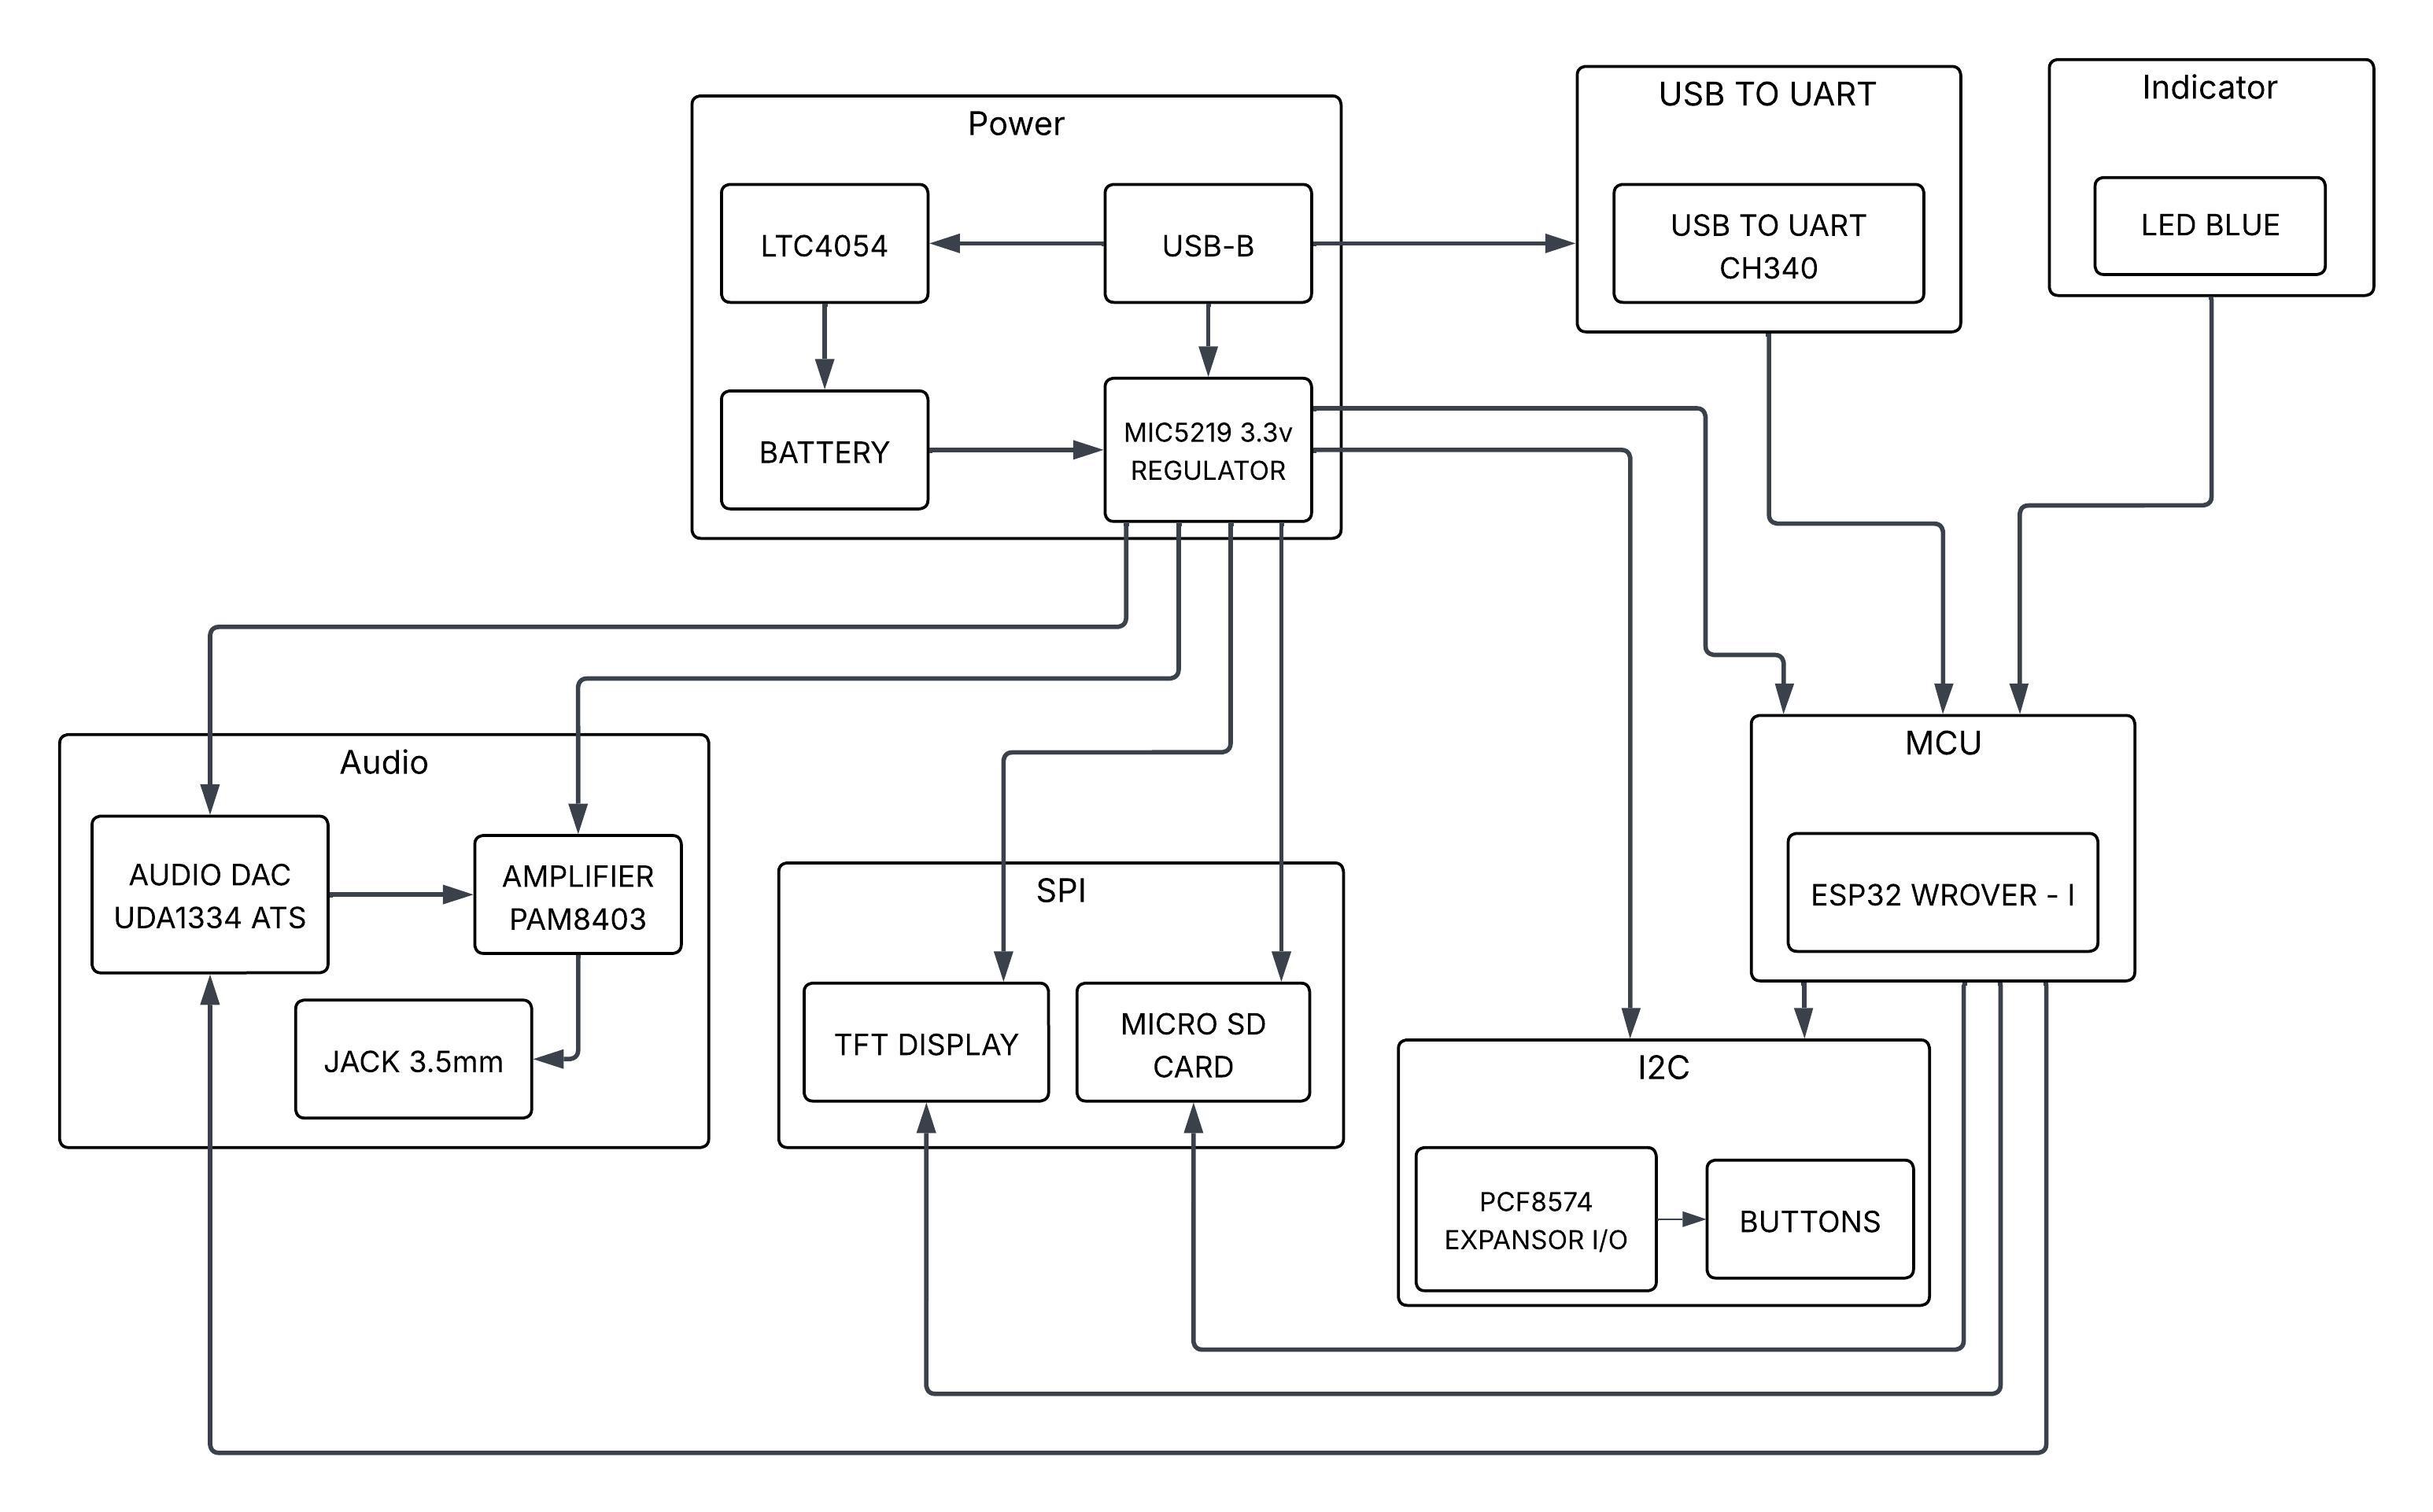 Power
LTC4054
USB-B
BATTERY
MIC5219 3.3v
REGULATOR
USB TO UART
USB TO UART
CH340
Indicator
LED BLUE
Audio
AUDIO DAC
UDA1334 ATS
AMPLIFIER
PAM8403
JACK 3.5mm
SPI
TFT DISPLAY
MICRO SD
CARD
MCU
ESP32 WROVER - I
I2C
PCF8574
EXPANSOR I/O
BUTTONS